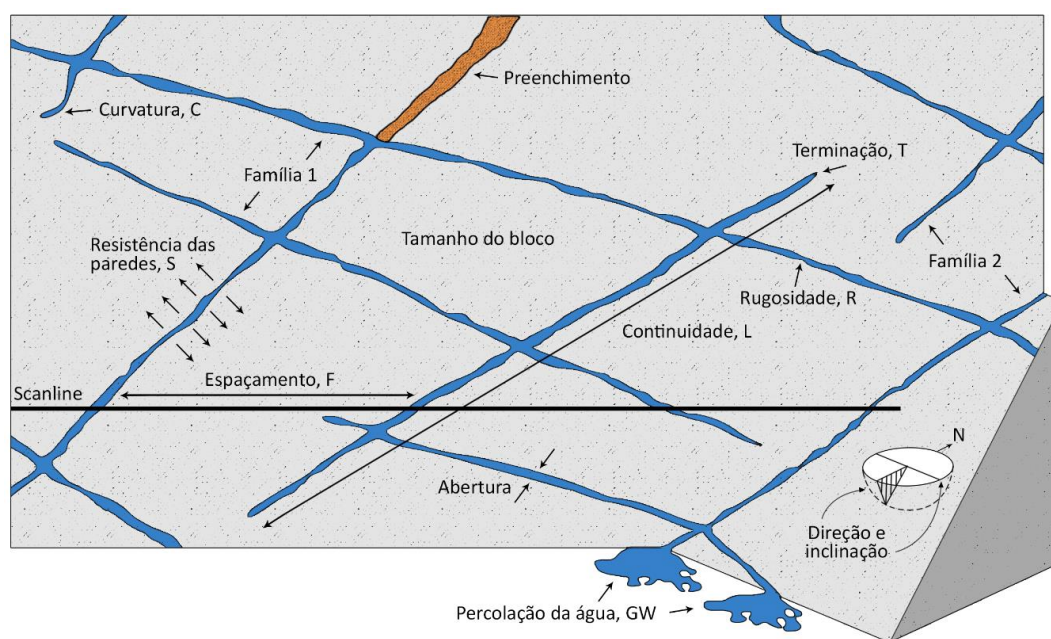 Preenchimento
Curvatura, C
Terminação, T
Família 1
Resistência das
paredes, S
Tamanho do bloco
Família 2
Rugosidade, R
Continuidade, L
Espaçamento, F
Scanline
N
Abertura
Direção e
inclinação
Percolação da água, GW